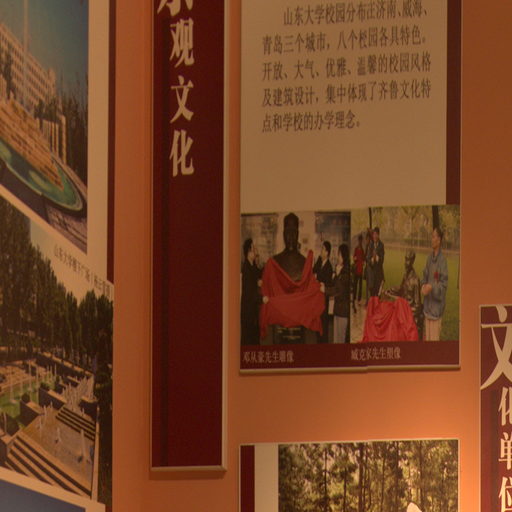 观文化
山东大学校园分布在济南、威海、
青岛三个城市，八个校园各具特色。
开放、大气、优雅、温馨的校园风格
及建筑设计，集中体现了齐鲁文化特
点和学校的办学理念。
邓从豪先生雕像
臧克家先生塑像
文化单位